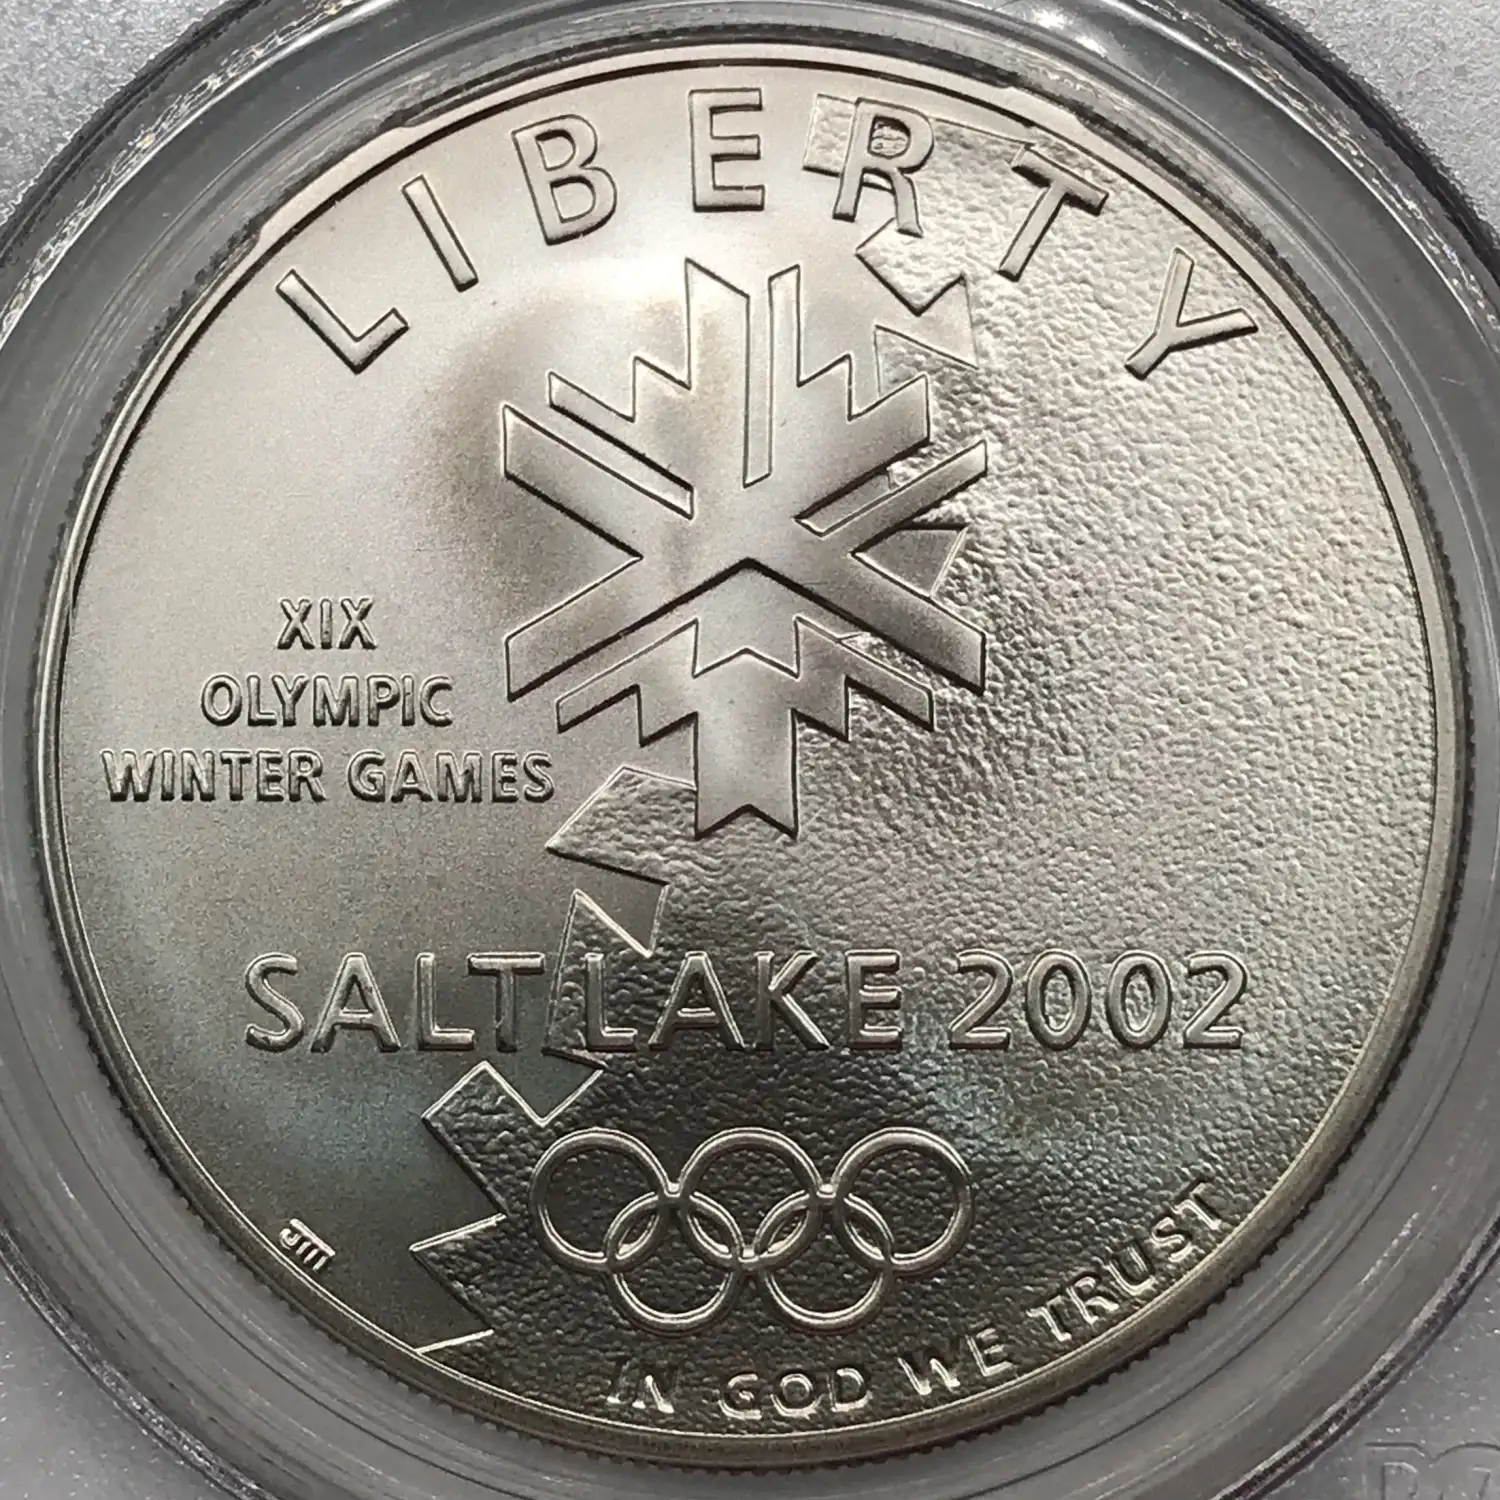 LIBERTY
XIX
OLYMPIC
WINTER GAMES
SALT LAKE 2002
IN GOD WE TRUST